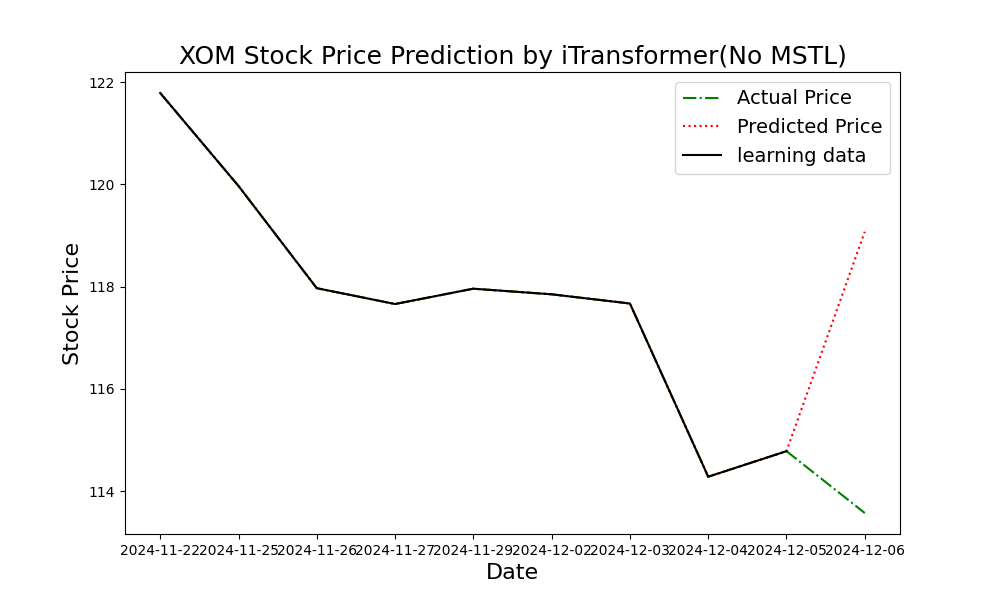 XOM Stock Price Prediction by iTransformer(No MSTL)
Actual Price
Predicted Price
learning data
122
120
118
116
114
Stock Price
2024-11-22 2024-11-25 2024-11-26 2024-11-27 2024-11-29 2024-12-02 2024-12-03 2024-12-04 2024-12-05 2024-12-06
Date